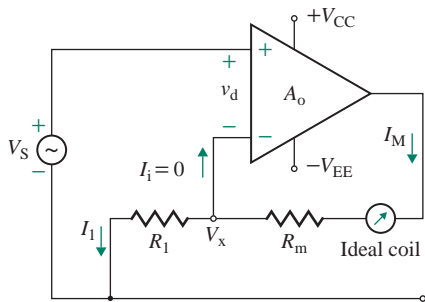 +V_CC
+
v_d
A_o
−
−V_EE
I_M
+
V_S
~
−
I_i = 0
I_1
R_1
V_x
R_m
Ideal coil
+
−